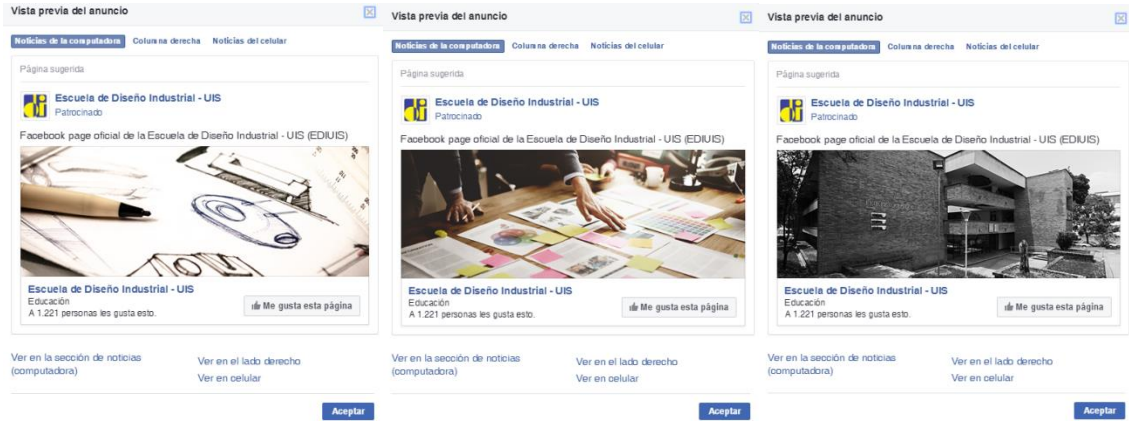 Vista previa del anuncio
Noticias de la computadora Columna derecha Noticias del celular
Página sugerida
Escuela de Diseño Industrial - UIS
Patrocinado
Facebook page oficial de la Escuela de Diseño Industrial - UIS (EDIUIS)
Escuela de Diseño Industrial - UIS
Educación
A 1.221 personas les gusta esto.
Me gusta esta página
Ver en la sección de noticias
(computadora)
Ver en el lado derecho
Ver en celular
Aceptar
Vista previa del anuncio
Noticias de la computadora Columna derecha Noticias del celular
Página sugerida
Escuela de Diseño Industrial - UIS
Patrocinado
Facebook page oficial de la Escuela de Diseño Industrial - UIS (EDIUIS)
Escuela de Diseño Industrial - UIS
Educación
A 1.221 personas les gusta esto.
Me gusta esta página
Ver en la sección de noticias
(computadora)
Ver en el lado derecho
Ver en celular
Aceptar
Vista previa del anuncio
Noticias de la computadora Columna derecha Noticias del celular
Página sugerida
Escuela de Diseño Industrial - UIS
Patrocinado
Facebook page oficial de la Escuela de Diseño Industrial - UIS (EDIUIS)
Escuela de Diseño Industrial - UIS
Educación
A 1.221 personas les gusta esto.
Me gusta esta página
Ver en la sección de noticias
(computadora)
Ver en el lado derecho
Ver en celular
Aceptar